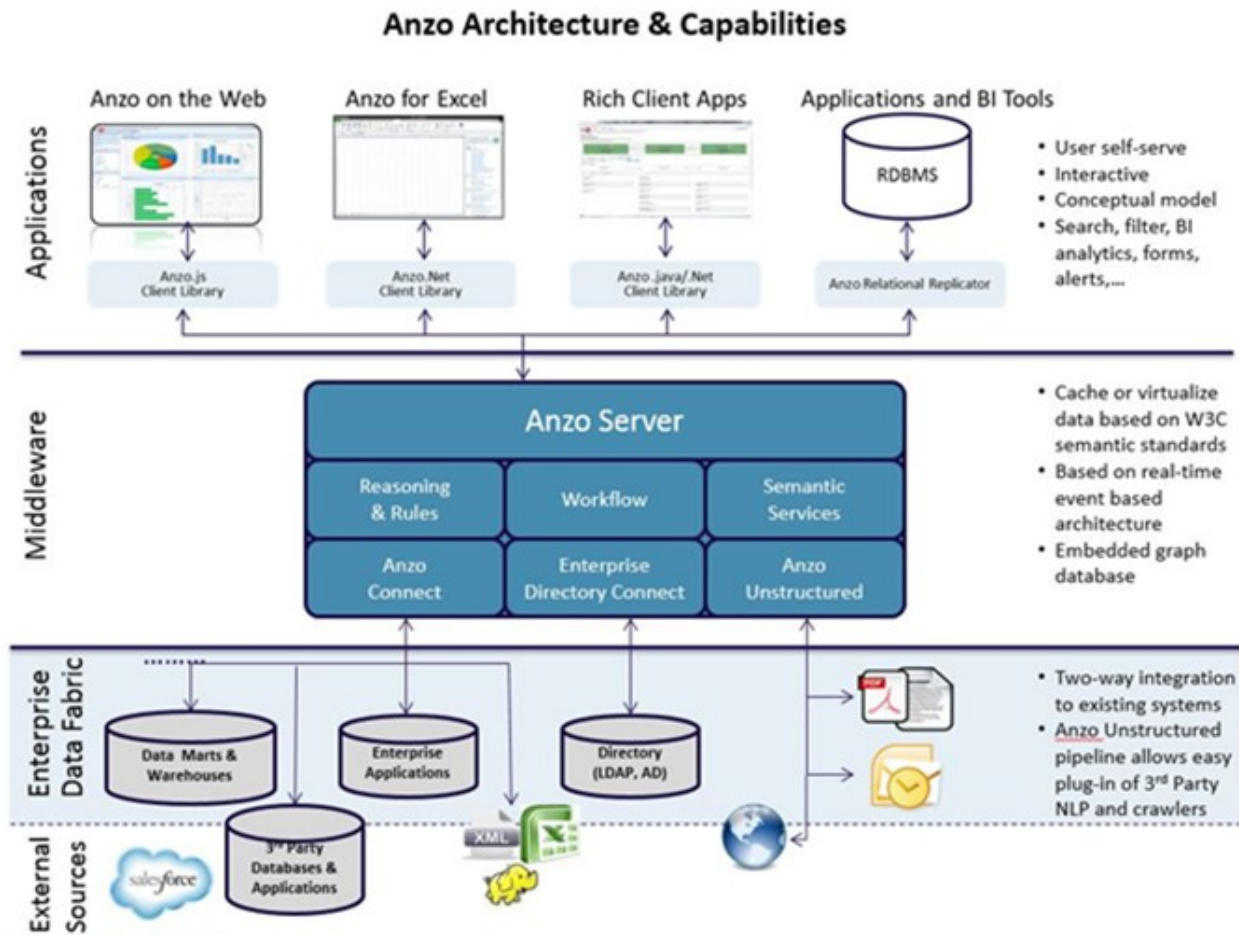 Anzo Architecture & Capabilities
Applications
Anzo on the Web
Anzo for Excel
Rich Client Apps
Applications and BI Tools
RDBMS
Anzo.js
Client Library
Anzo.Net
Client Library
Anzo .java/.Net
Client Library
Anzo Relational Replicator
• User self-serve
• Interactive
• Conceptual model
• Search, filter, BI
analytics, forms,
alerts,...
Middleware
Anzo Server
Reasoning
& Rules
Workflow
Semantic
Services
Anzo
Connect
Enterprise
Directory Connect
Anzo
Unstructured
• Cache or virtualize
data based on W3C
semantic standards
• Based on real-time
event based
architecture
• Embedded graph
database
Enterprise
Data Fabric
.........
Data Marts &
Warehouses
Enterprise
Applications
Directory
(LDAP, AD)
PDF
• Two-way integration
to existing systems
• Anzo Unstructured
pipeline allows easy
plug-in of 3rd Party
NLP and crawlers
External
Sources
salesforce
3rd Party
Databases &
Applications
XML